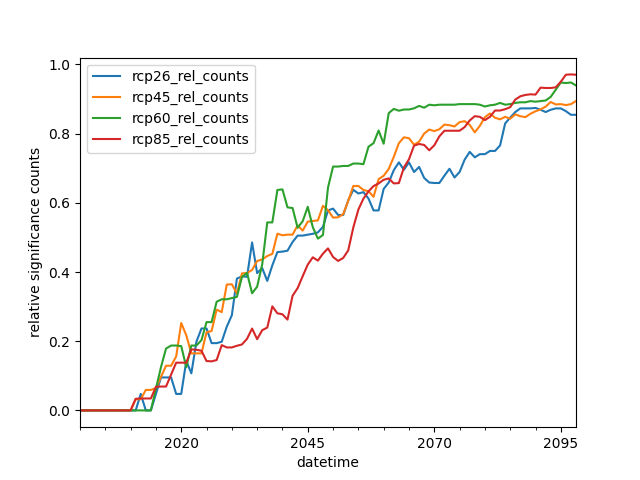 1.0
0.8
0.6
0.4
0.2
0.0
relative significance counts
rcp26_rel_counts
rcp45_rel_counts
rcp60_rel_counts
rcp85_rel_counts
2020
2045
2070
2095
datetime